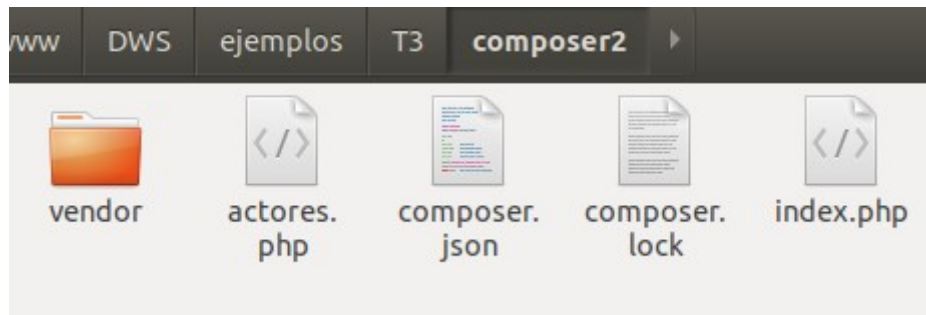 www DWS ejemplos T3 composer2
vendor actores. composer. composer. index.php
php json lock